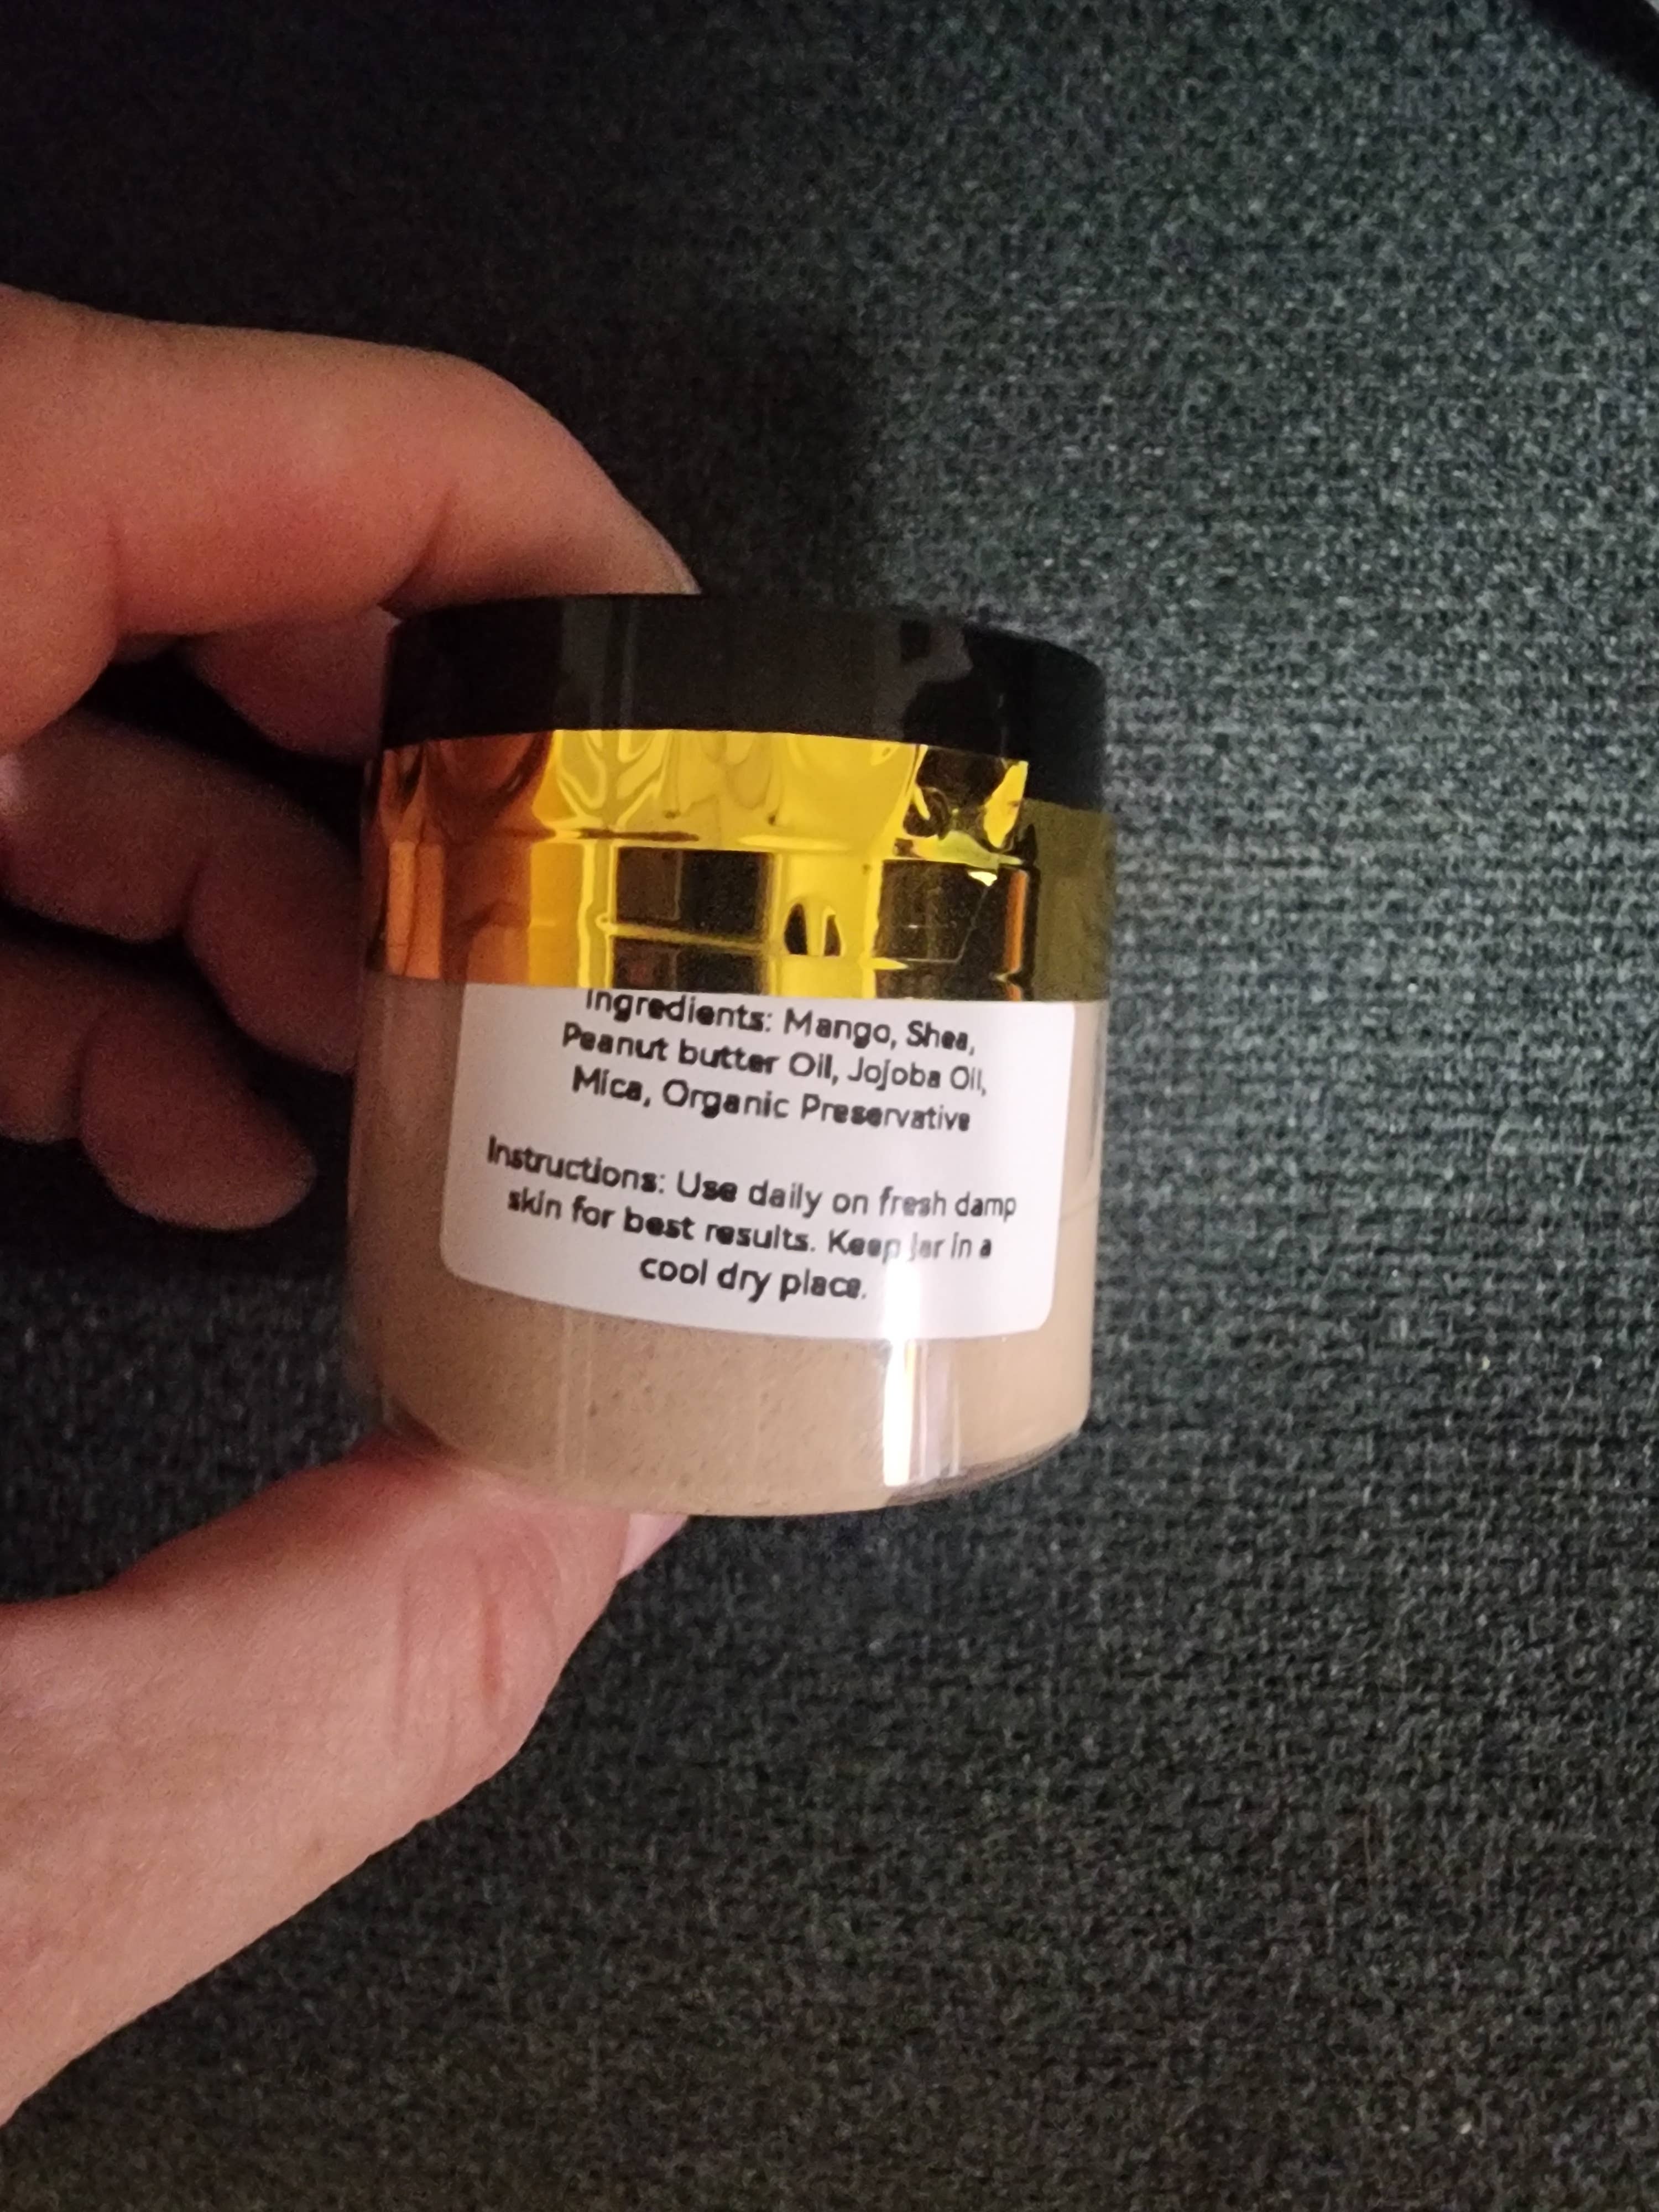 Ingredients: Mango, Shea,
Peanut butter Oil, Jojoba Oil,
Mica, Organic Preservative
Instructions: Use daily on fresh damp
skin for best results. Keep jar in a
cool dry place.